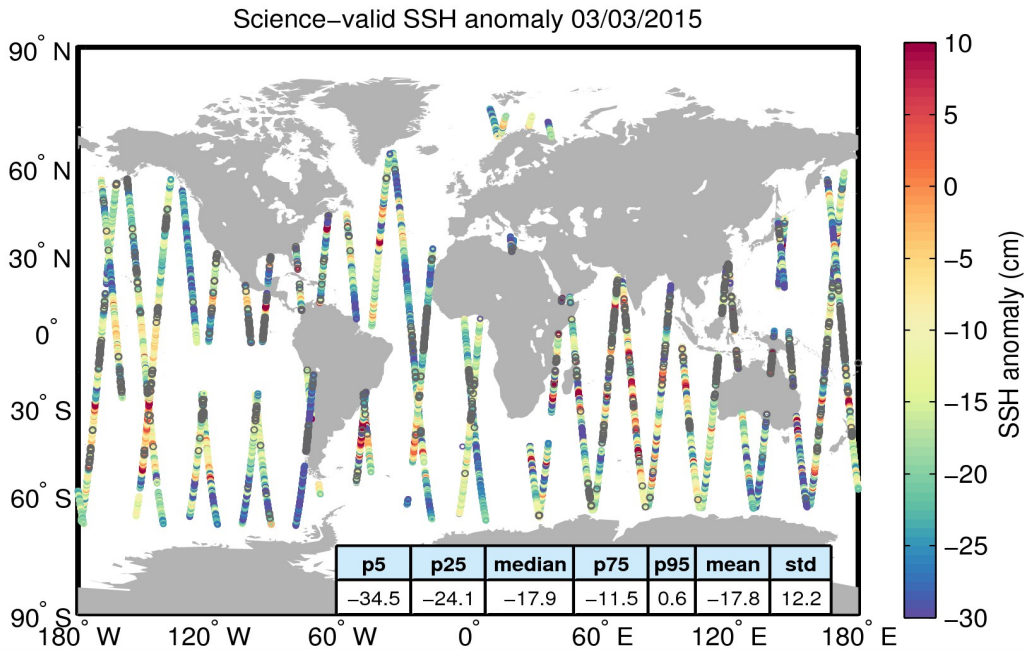 Science−valid SSH anomaly 03/03/2015
90° N
60° N
30° N
0°
30° S
60° S
90° S
180° W 120° W 60° W 0° 60° E 120° E 180° E
p5 p25 median p75 p95 mean std
−34.5 −24.1 −17.9 −11.5 0.6 −17.8 12.2
10
5
0
−5
−10
−15
−20
−25
−30
SSH anomaly (cm)